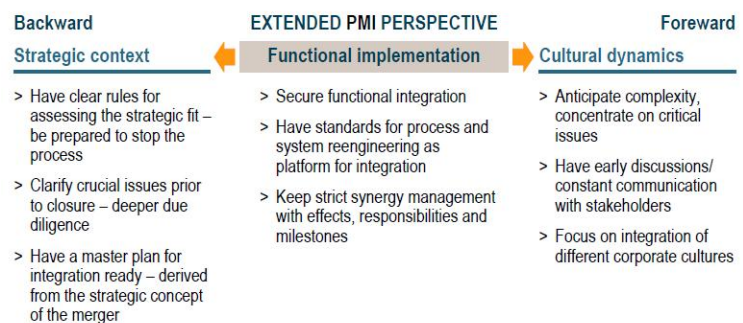 Backward
EXTENDED PMI PERSPECTIVE
Foreward
Strategic context
Functional implementation
Cultural dynamics
> Have clear rules for
assessing the strategic fit –
be prepared to stop the
process
> Clarify crucial issues prior
to closure – deeper due
diligence
> Have a master plan for
integration ready – derived
from the strategic concept
of the merger
> Secure functional integration
> Have standards for process and
system reengineering as
platform for integration
> Keep strict synergy management
with effects, responsibilities and
milestones
> Anticipate complexity,
concentrate on critical
issues
> Have early discussions/
constant communication
with stakeholders
> Focus on integration of
different corporate cultures